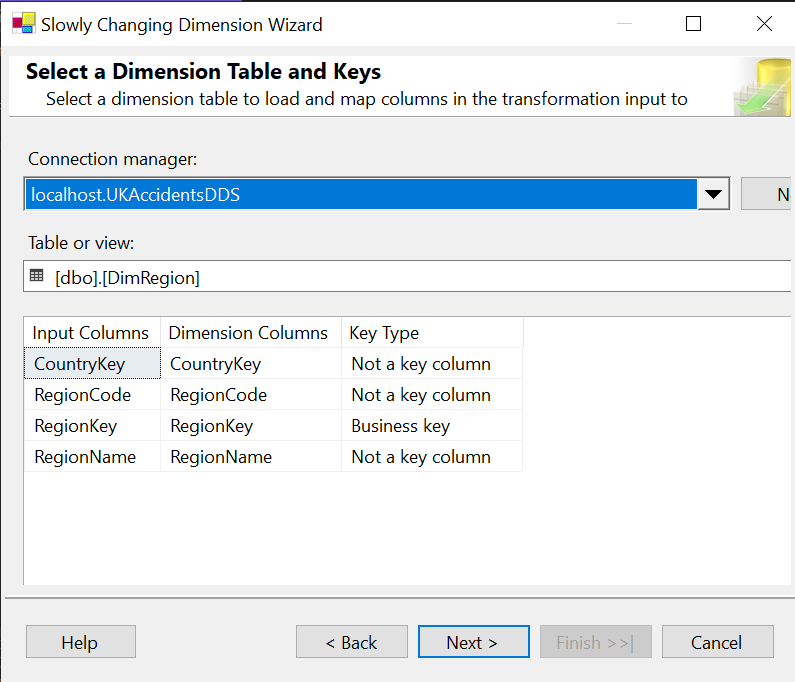 Slowly Changing Dimension Wizard
Select a Dimension Table and Keys
Select a dimension table to load and map columns in the transformation input to
Connection manager:
localhost.UKAccidentsDDS
Table or view:
[dbo].[DimRegion]
Input Columns Dimension Columns Key Type
CountryKey CountryKey Not a key column
RegionCode RegionCode Not a key column
RegionKey RegionKey Business key
RegionName RegionName Not a key column
Help < Back Next > Finish >>| Cancel